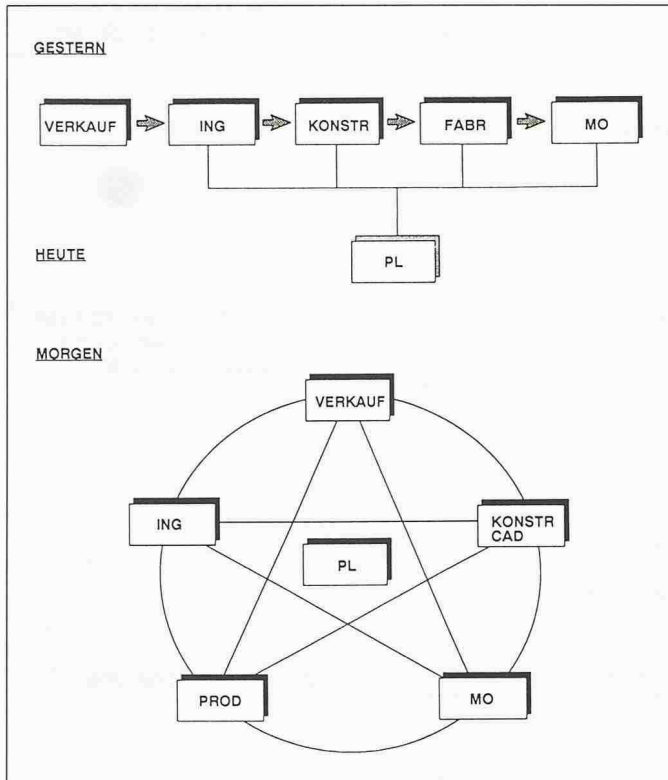 GESTERN
VERKAUF
ING
KONSTR
FABR
MO
HEUTE
PL
MORGEN
VERKAUF
ING
KONSTR
CAD
PL
PROD
MO